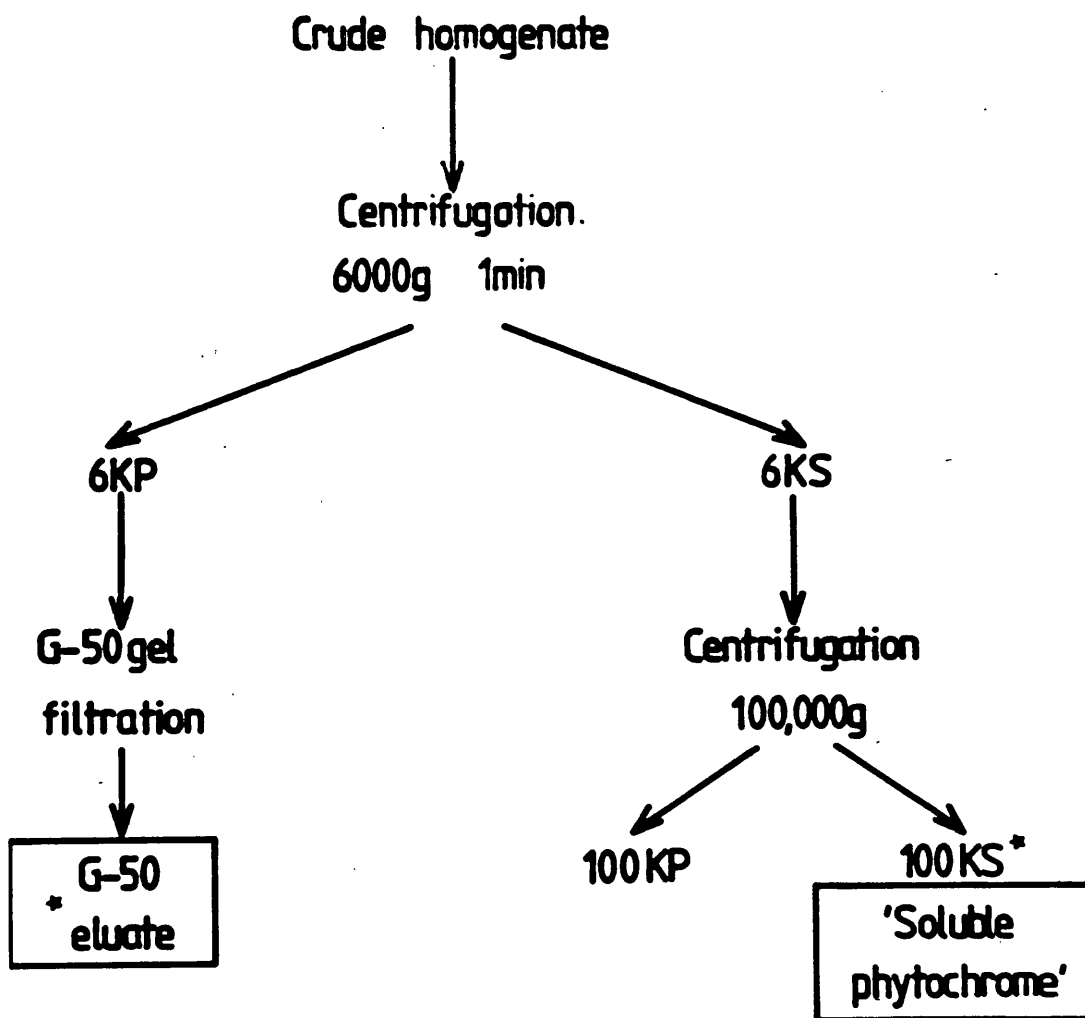 Crude homogenate
Centrifugation.
6000g 1min
6KP
6KS
G-50 gel
filtration
Centrifugation
100,000g
G-50
* eluate
100KP
100KS*
'Soluble
phytochrome'